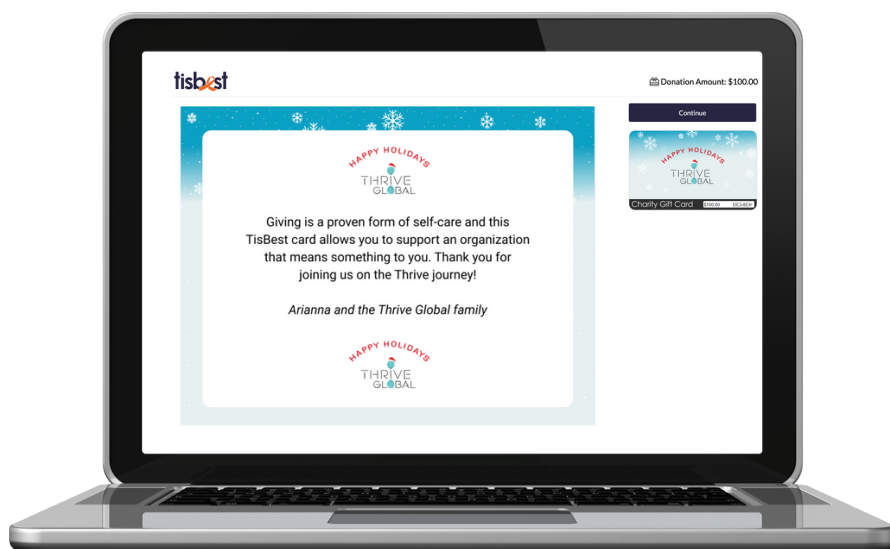 tisbest
Donation Amount: $100.00
Continue
HAPPY HOLIDAYS
THRIVE
GLOBAL
Giving is a proven form of self-care and this
TisBest card allows you to support an organization
that means something to you. Thank you for
joining us on the Thrive journey!
Arianna and the Thrive Global family
HAPPY HOLIDAYS
THRIVE
GLOBAL
HAPPY HOLIDAYS
THRIVE
GLOBAL
Charity Gift Card $100.00